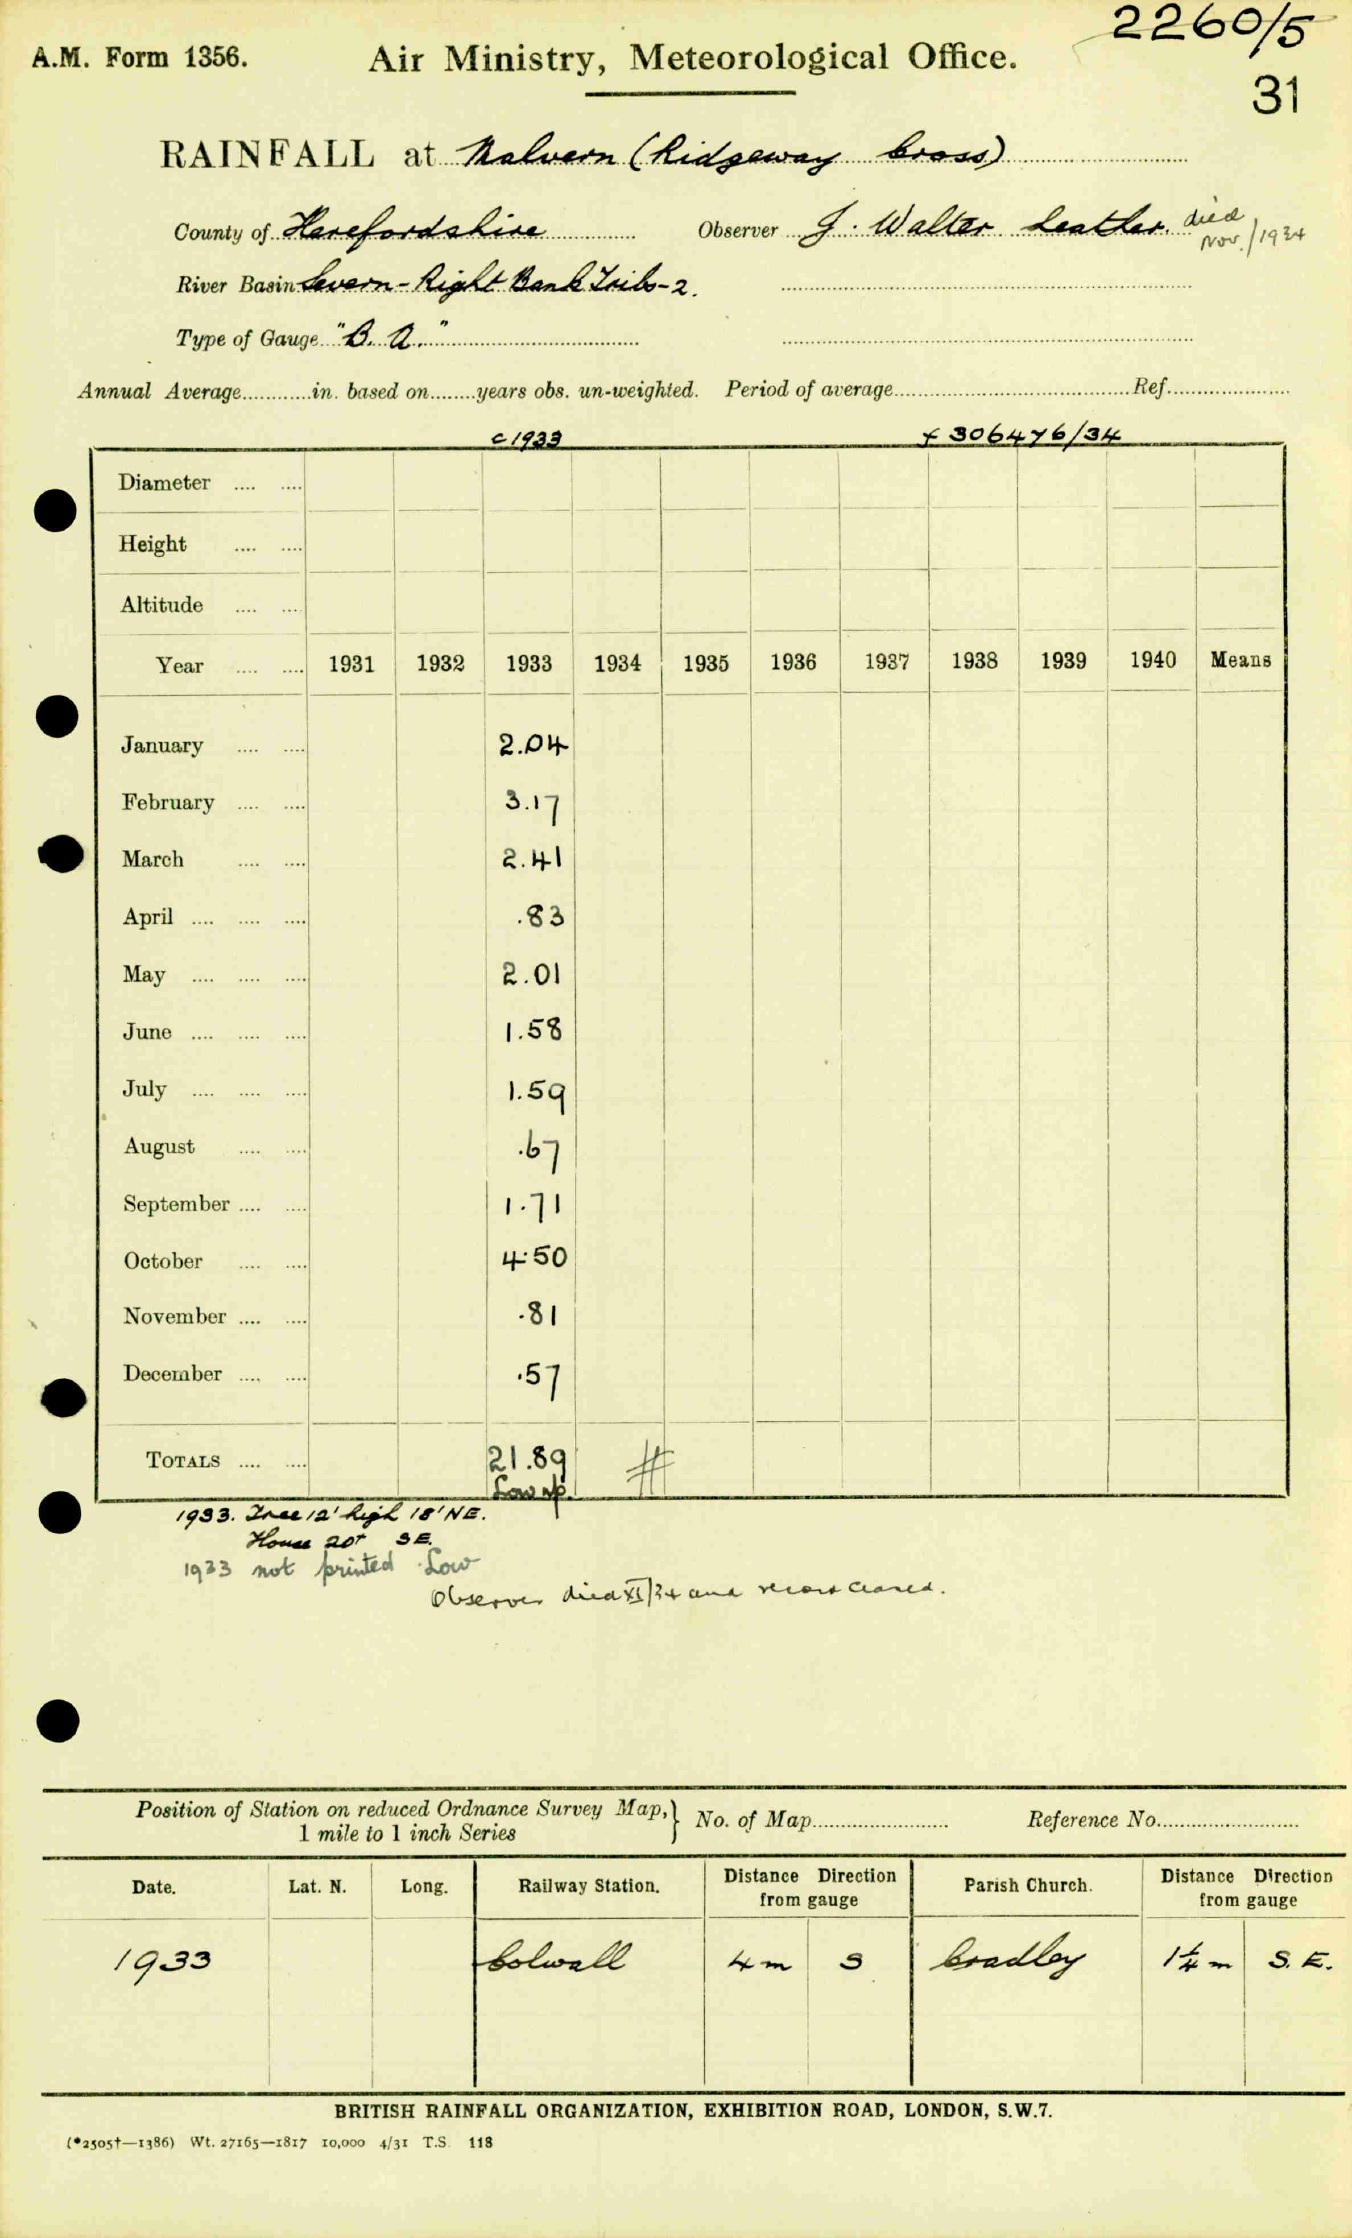 2260/5
A.M. Form 1356. Air Ministry, Meteorological Office.
31
RAINFALL at Malvern (Ridgeway Cross)
County of Herefordshire Observer J. Walter Leather. died Nov./1934
River Basin Severn - Right Bank Tribs-2.
Type of Gauge "B. A."
Annual Average in. based on years obs. un-weighted. Period of average Ref.
c 1933 f 306476/34
Diameter
Height
Altitude
Year 1931 1932 1933 1934 1935 1936 1937 1938 1939 1940 Means
January 2.04
February 3.17
March 2.41
April .83
May 2.01
June 1.58
July 1.59
August .67
September 1.71
October 4.50
November .81
December .57
TOTALS 21.89 #
Low
1933. Tree 12' high 18' NE.
House 20' SE.
1933 not printed Low
Observer died XI/34 and record ceased.
Position of Station on reduced Ordnance Survey Map, } No. of Map Reference No.
1 mile to 1 inch Series
Date. Lat. N. Long. Railway Station. Distance Direction from gauge Parish Church. Distance Direction from gauge
1933 Colwall 4 m S Cradley 1¼ m S. E.
BRITISH RAINFALL ORGANIZATION, EXHIBITION ROAD, LONDON, S.W.7.
(*2505†—1386) Wt. 27165—1817 10,000 4/31 T.S. 118